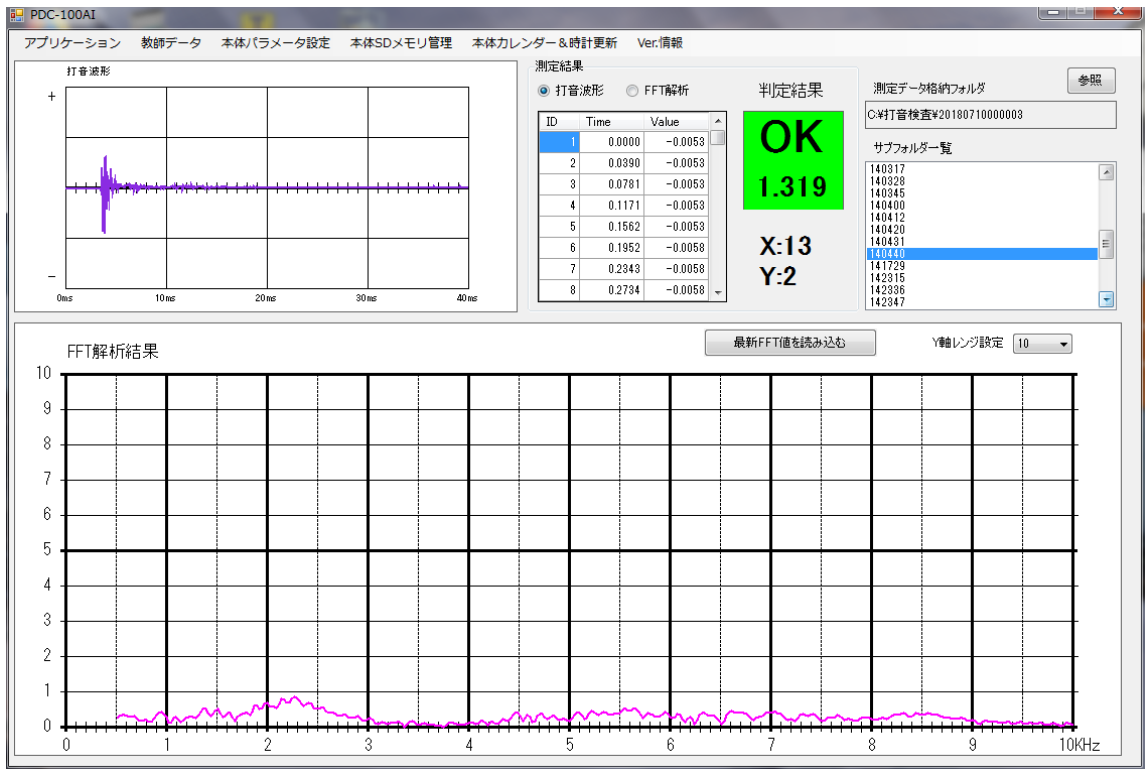 PDC-100AI
アプリケーション 教師データ 本体パラメータ設定 本体SDメモリ管理 本体カレンダー&時計更新 Ver.情報
打音波形
+
−
0ms 10ms 20ms 30ms 40ms
測定結果
打音波形 FFT解析
ID Time Value
1 0.0000 -0.0053
2 0.0390 -0.0053
3 0.0781 -0.0053
4 0.1171 -0.0053
5 0.1562 -0.0053
6 0.1952 -0.0058
7 0.2343 -0.0058
8 0.2734 -0.0058
判定結果
OK
1.319
X:13
Y:2
測定データ格納フォルダ 参照
C:¥打音検査¥20180710000003
サブフォルダ一覧
140317
140328
140345
140400
140412
140420
140431
140440
141729
142315
142336
142347
FFT解析結果 最新FFT値を読み込む Y軸レンジ設定 10
10
9
8
7
6
5
4
3
2
1
0
0 1 2 3 4 5 6 7 8 9 10KHz